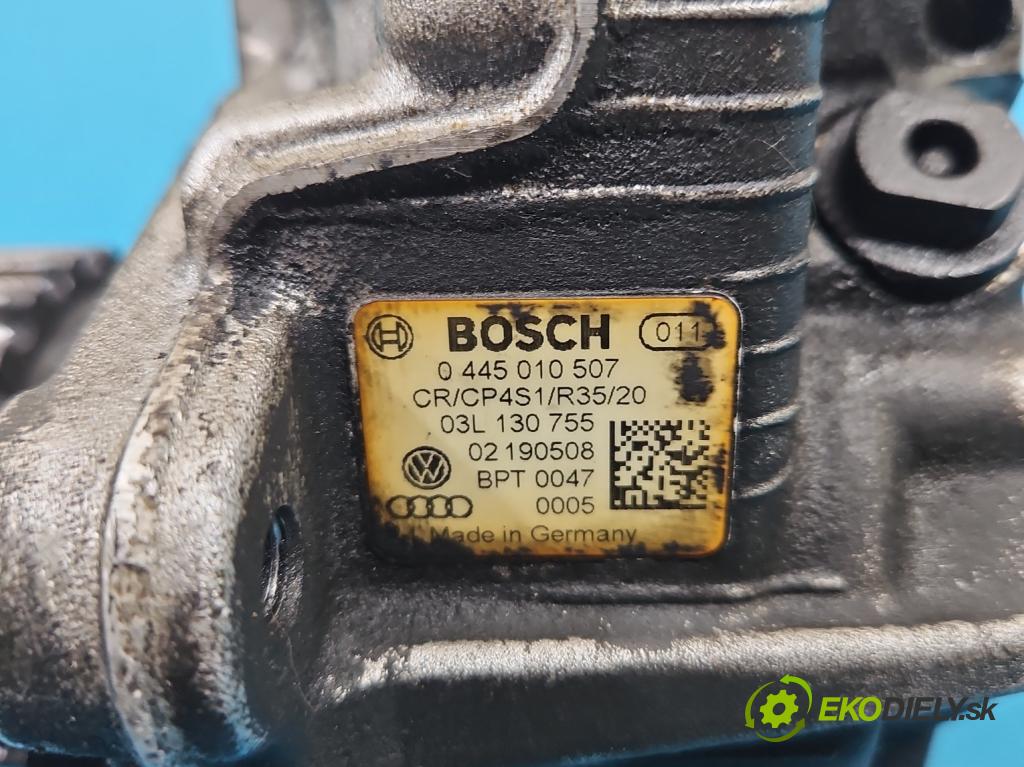 BOSCH 011
0 445 010 507
CR/CP4S1/R35/20
03L 130 755
02 190508
BPT 0047
0005
Made in Germany
EKODIELY.sk